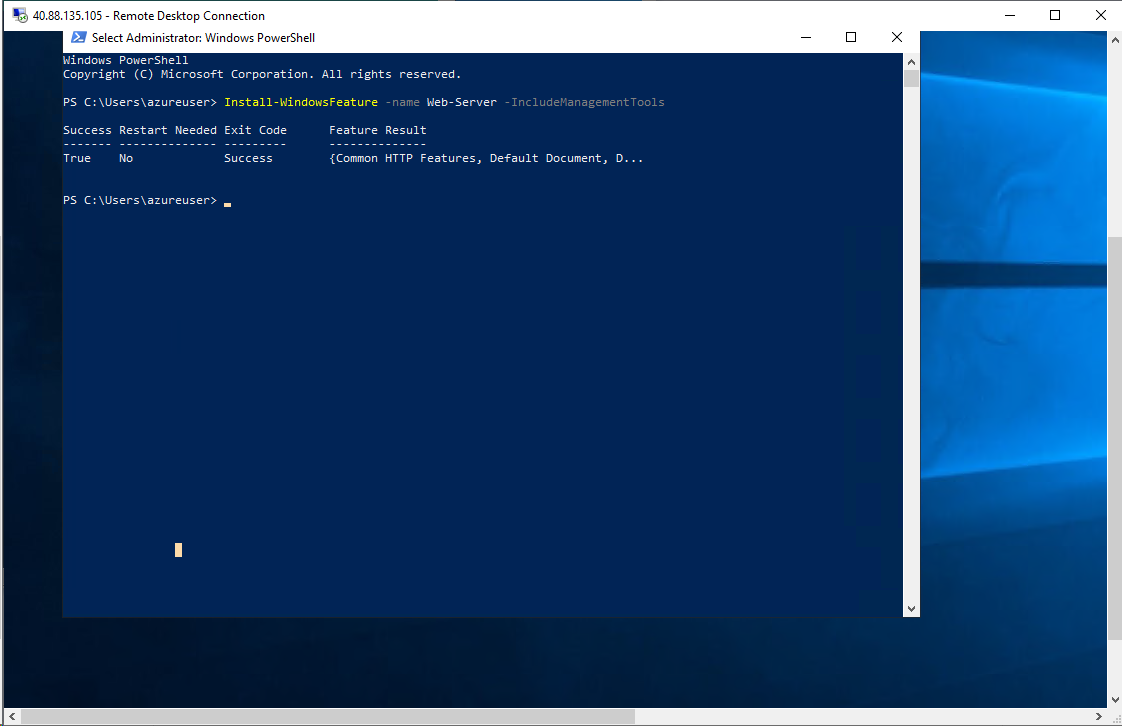 40.88.135.105 - Remote Desktop Connection
Select Administrator: Windows PowerShell
Windows PowerShell
Copyright (C) Microsoft Corporation. All rights reserved.
PS C:\Users\azureuser> Install-WindowsFeature -name Web-Server -IncludeManagementTools
Success Restart Needed Exit Code      Feature Result
------- -------------- ---------      --------------
True    No             Success        {Common HTTP Features, Default Document, D...
PS C:\Users\azureuser>